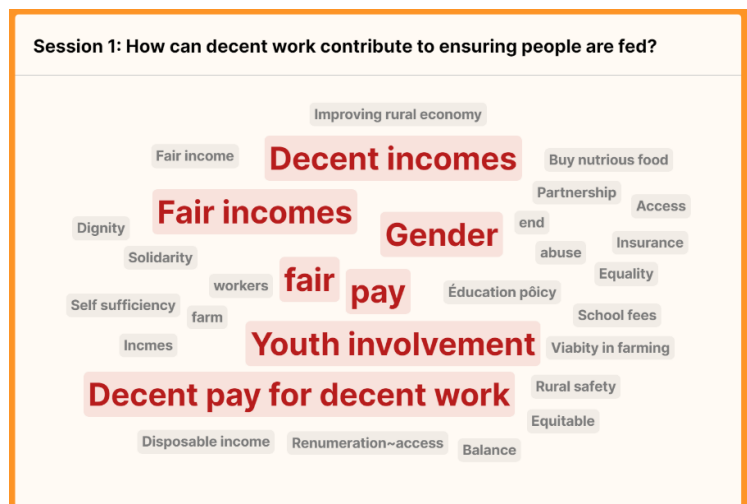 Session 1: How can decent work contribute to ensuring people are fed?
Improving rural economy
Fair income
Decent incomes
Buy nutrious food
Partnership
Access
Fair incomes
Dignity
Gender
end
Insurance
abuse
Solidarity
Equality
workers
fair
pay
Éducation pôicy
Self sufficiency
farm
School fees
Incmes
Youth involvement
Viabity in farming
Decent pay for decent work
Rural safety
Equitable
Disposable income
Renumeration~access
Balance